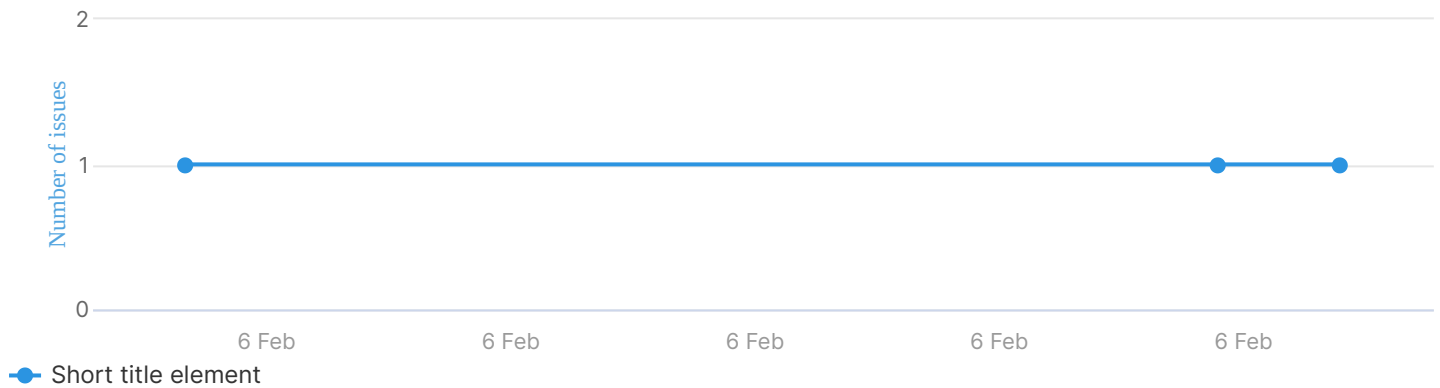 2
Number of issues
1
0
6 Feb 6 Feb 6 Feb 6 Feb 6 Feb
Short title element